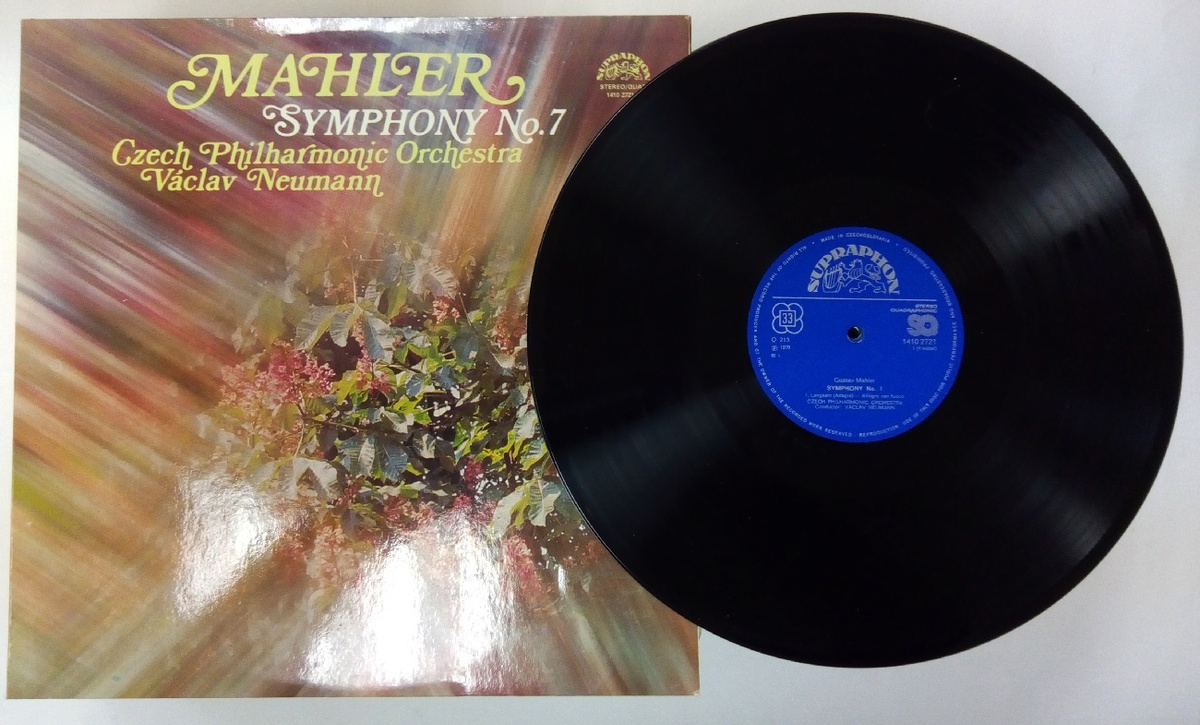 MAHLER
SYMPHONY No.7
Czech Philharmonic Orchestra
Václav Neumann
SUPRAPHON
STEREO/QUA
1410 2721
MADE IN CZECHOSLOVAKIA
SUPRAPHON
STEREO
QUADRAPHONIC
SQ
33
1410 2721
Gustav Mahler
SYMPHONY No. 7
CZECH PHILHARMONIC ORCHESTRA
Conductor: VÁCLAV NEUMANN